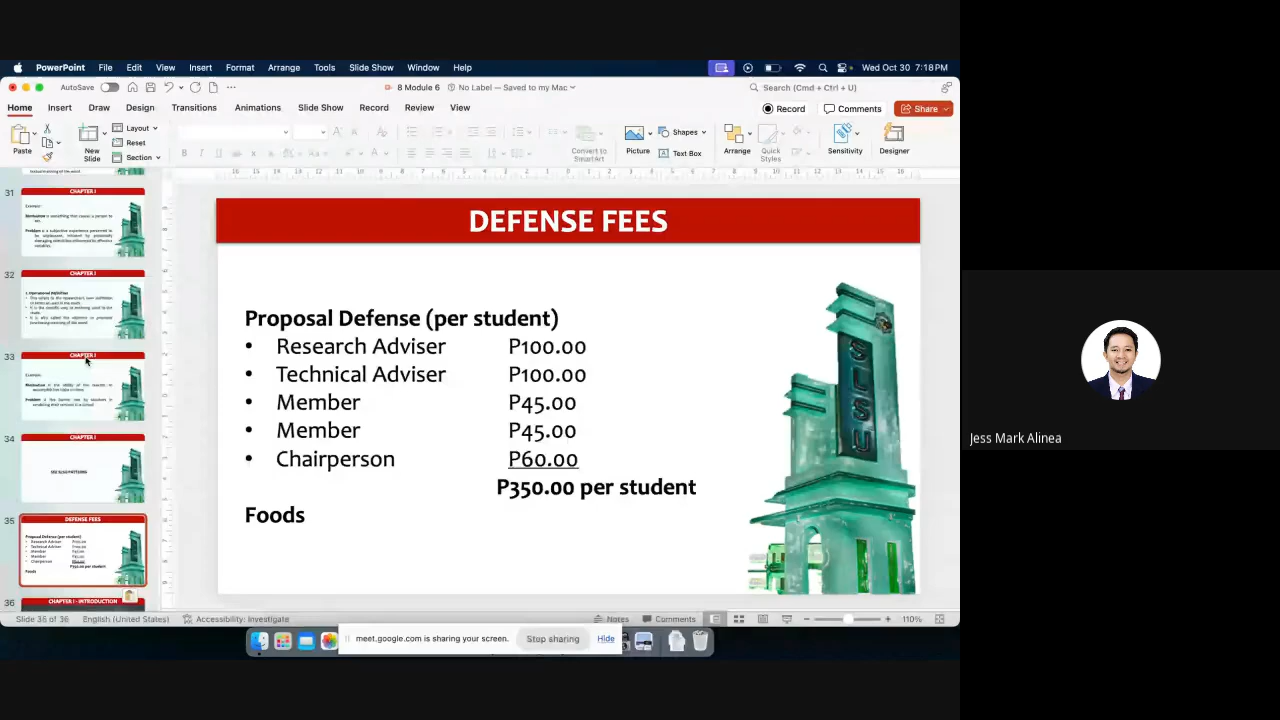 PowerPoint File Edit View Insert Format Arrange Tools Slide Show Window Help Wed Oct 30 7:18 PM
AutoSave 8 Module 6 No Label — Saved to my Mac Search (Cmd + Ctrl + U)
Home Insert Draw Design Transitions Animations Slide Show Record Review View Record Comments Share
Paste New Slide Layout Reset Section Convert to SmartArt Picture Shapes Text Box Arrange Quick Styles Sensitivity Designer
31
CHAPTER I
32
CHAPTER I
33
CHAPTER I
34
CHAPTER I
35
DEFENSE FEES
36
CHAPTER I - INTRODUCTION
DEFENSE FEES
Proposal Defense (per student)
• Research Adviser P100.00
• Technical Adviser P100.00
• Member P45.00
• Member P45.00
• Chairperson P60.00
P350.00 per student
Foods
Slide 35 of 36 English (United States) Accessibility: Investigate Notes Comments 110%
meet.google.com is sharing your screen. Stop sharing Hide
Jess Mark Alinea